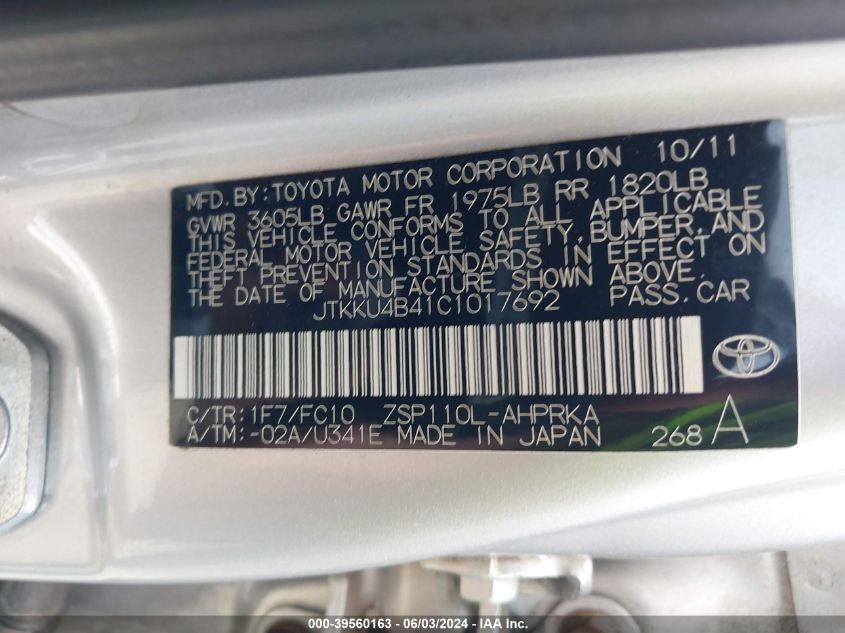 MFD. BY: TOYOTA MOTOR CORPORATION 10/11
GVWR 3605LB GAWR FR 1975LB RR 1820LB
THIS VEHICLE CONFORMS TO ALL APPLICABLE
FEDERAL MOTOR VEHICLE SAFETY, BUMPER, AND
THEFT PREVENTION STANDARDS IN EFFECT ON
THE DATE OF MANUFACTURE SHOWN ABOVE.
JTKKU4B41C1017692 PASS. CAR
C/TR: 1F7/FC10 ZSP110L-AHPRKA
A/TM: -02A/U341E MADE IN JAPAN 268 A
000-39560163 - 06/03/2024 - IAA Inc.